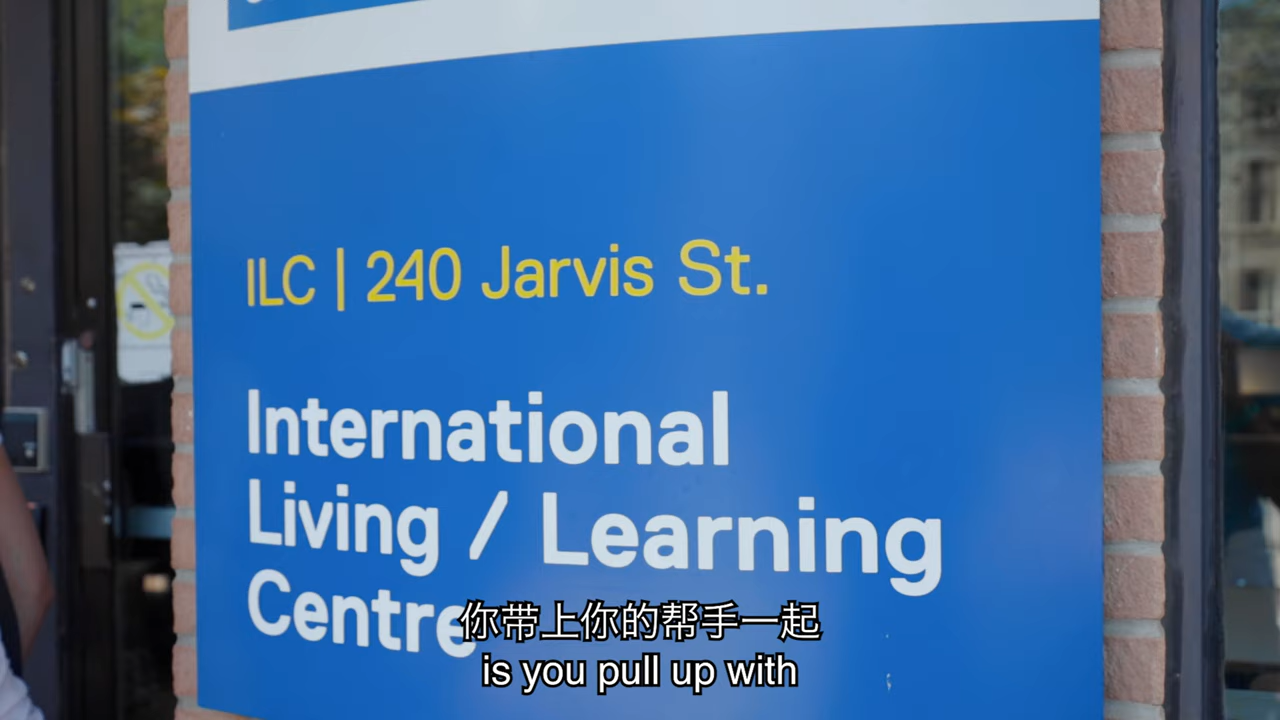 ILC | 240 Jarvis St.
International
Living / Learning
Centre
你带上你的帮手一起
is you pull up with